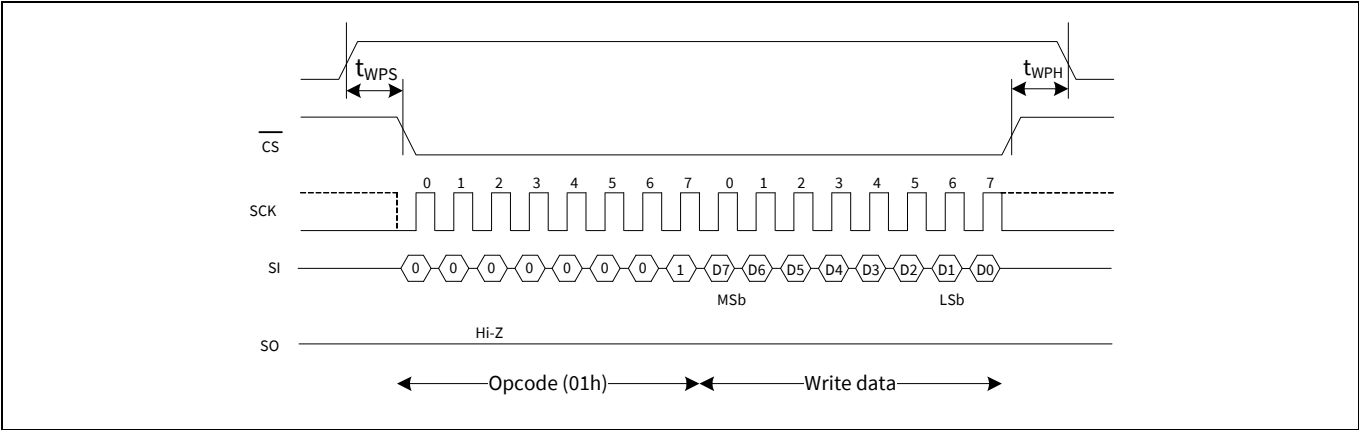 tWPS
tWPH
CS
0 1 2 3 4 5 6 7 0 1 2 3 4 5 6 7
SCK
SI 0 0 0 0 0 0 0 1 D7 D6 D5 D4 D3 D2 D1 D0
MSb LSb
Hi-Z
SO
Opcode (01h) Write data